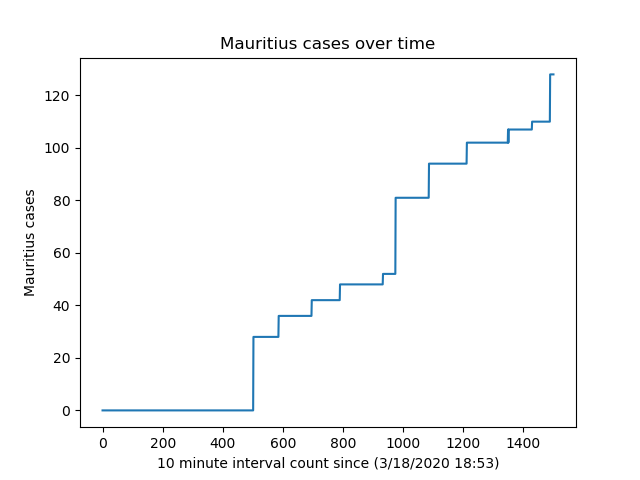 Mauritius cases over time
Mauritius cases
120
100
80
60
40
20
0
0 200 400 600 800 1000 1200 1400
10 minute interval count since (3/18/2020 18:53)